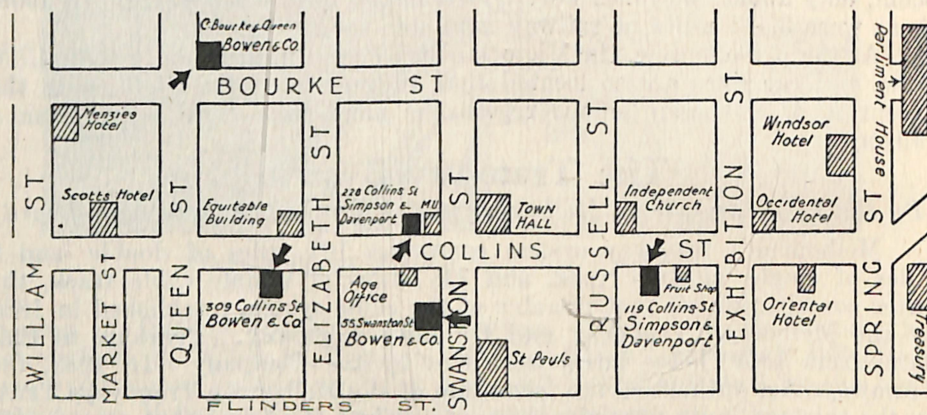 C. Bourke & Queen
Bowen & Co.
BOURKE ST
Parliment House
Menzies
Hotel
Windsor
Hotel
Scotts Hotel
Equitable
Building
228 Collins St
Simpson &
Davenport
MU
TOWN
HALL
Independent
Church
Occidental
Hotel
COLLINS ST
WILLIAM ST
MARKET ST
QUEEN ST
ELIZABETH ST
SWANSTON ST
RUSSELL ST
EXHIBITION ST
SPRING ST
309 Collins St
Bowen & Co
Age
Office
55 Swanston St
Bowen & Co.
St Pauls
Fruit Shop
119 Collins St
Simpson &
Davenport
Oriental
Hotel
Treasury
FLINDERS ST.